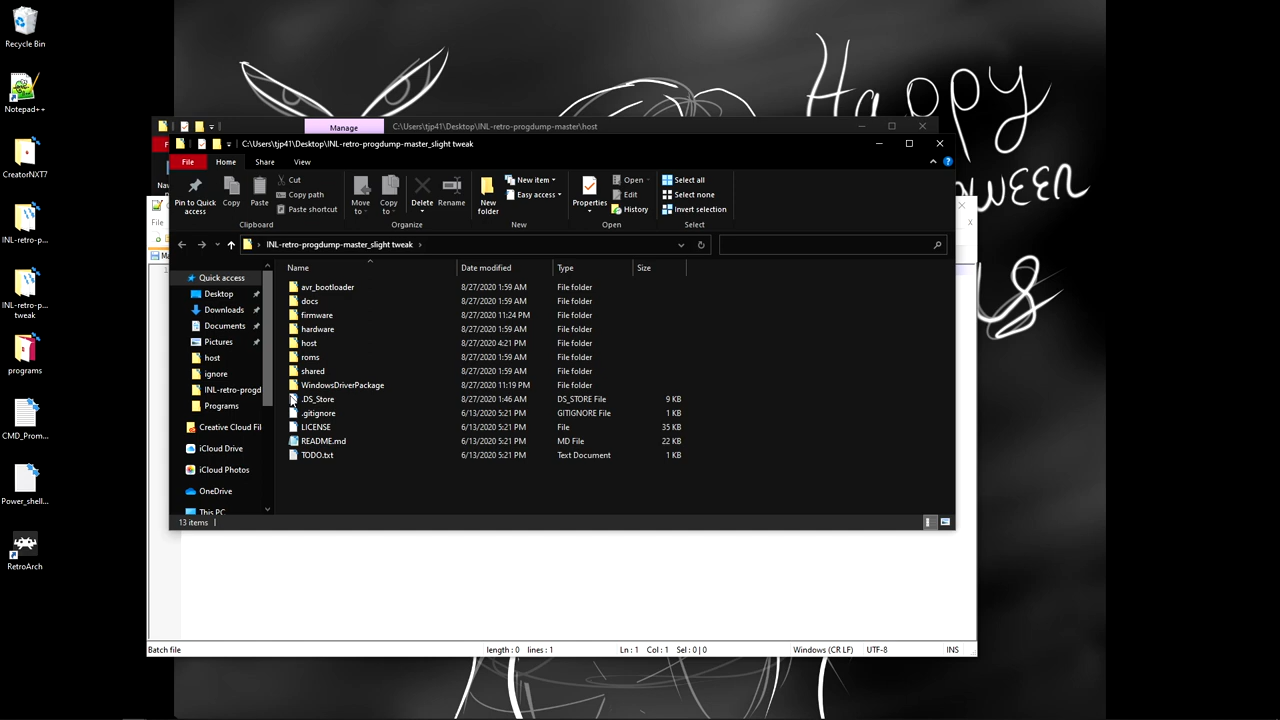 Recycle Bin
Notepad++
CreatorNXT7
INL-retro-p...
INL-retro-p...
tweak
programs
CMD_Prom...
Power_shell...
RetroArch
Happy
Manage
C:\Users\tjp41\Desktop\INL-retro-progdump-master\host
C:\Users\tjp41\Desktop\INL-retro-progdump-master_slight tweak
File
Home
Share
View
Pin to Quick
access
Copy
Paste
Cut
Copy path
Paste shortcut
Clipboard
Move
to
Copy
to
Delete
Rename
Organize
New
folder
New item
Easy access
New
Properties
Open
Edit
History
Open
Select all
Select none
Invert selection
Select
INL-retro-progdump-master_slight tweak
Quick access
Desktop
Downloads
Documents
Pictures
host
ignore
INL-retro-progd
Programs
Creative Cloud Fil
iCloud Drive
iCloud Photos
OneDrive
This PC
Name Date modified Type Size
avr_bootloader 8/27/2020 1:59 AM File folder
docs 8/27/2020 1:59 AM File folder
firmware 8/27/2020 11:24 PM File folder
hardware 8/27/2020 1:59 AM File folder
host 8/27/2020 4:21 PM File folder
roms 8/27/2020 1:59 AM File folder
shared 8/27/2020 1:59 AM File folder
WindowsDriverPackage 8/27/2020 11:19 PM File folder
.DS_Store 8/27/2020 1:46 AM DS_STORE File 9 KB
.gitignore 6/13/2020 5:21 PM GITIGNORE File 1 KB
LICENSE 6/13/2020 5:21 PM File 35 KB
README.md 6/13/2020 5:21 PM MD File 22 KB
TODO.txt 6/13/2020 5:21 PM Text Document 1 KB
13 items
Batch file length : 0 lines : 1 Ln : 1 Col : 1 Sel : 0 | 0 Windows (CR LF) UTF-8 INS